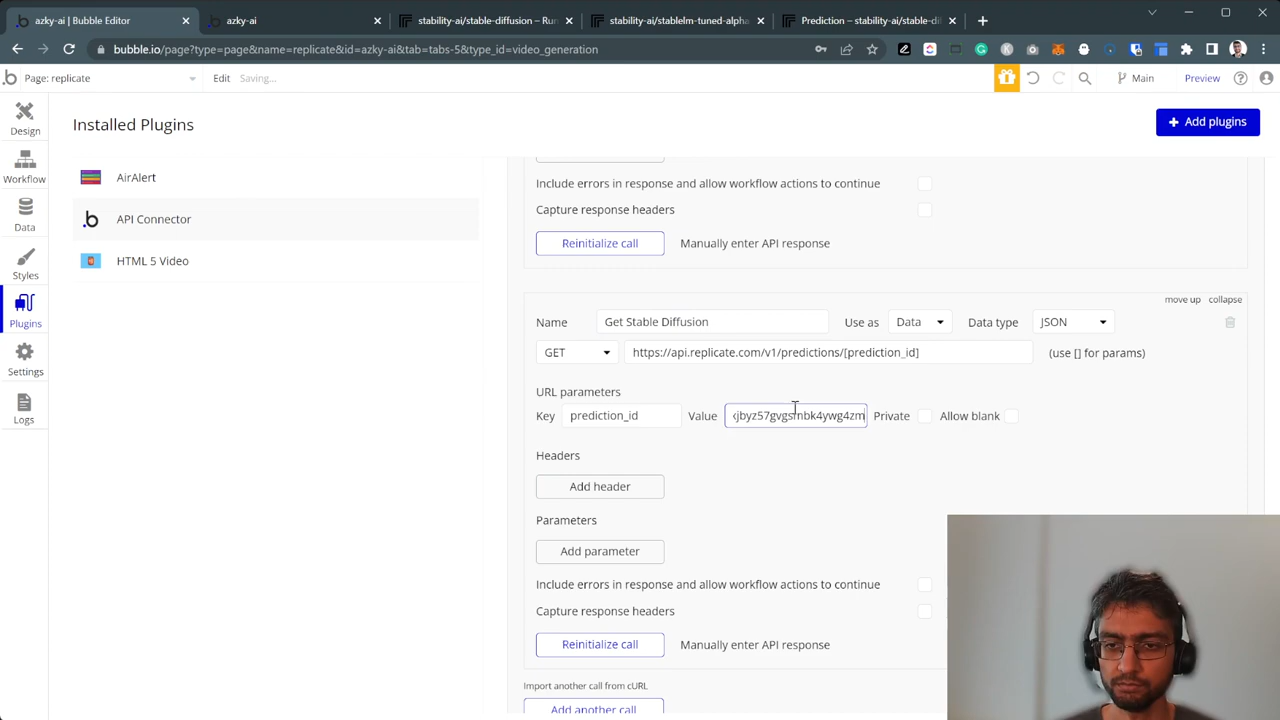 azky-ai | Bubble Editor
azky-ai
stability-ai/stable-diffusion – Run
stability-ai/stablelm-tuned-alpha
Prediction – stability-ai/stable-dif
bubble.io/page?type=page&name=replicate&id=azky-ai&tab=tabs-5&type_id=video_generation
Page: replicate Edit Saving... Main Preview
Design
Workflow
Data
Styles
Plugins
Settings
Logs
Installed Plugins
Add plugins
AirAlert
API Connector
HTML 5 Video
Include errors in response and allow workflow actions to continue
Capture response headers
Reinitialize call Manually enter API response
move up collapse
Name Get Stable Diffusion Use as Data Data type JSON
GET https://api.replicate.com/v1/predictions/[prediction_id] (use [] for params)
URL parameters
Key prediction_id Value Private Allow blank
Headers
Add header
Parameters
Add parameter
Include errors in response and allow workflow actions to continue
Capture response headers
Reinitialize call Manually enter API response
Import another call from cURL
Add another call